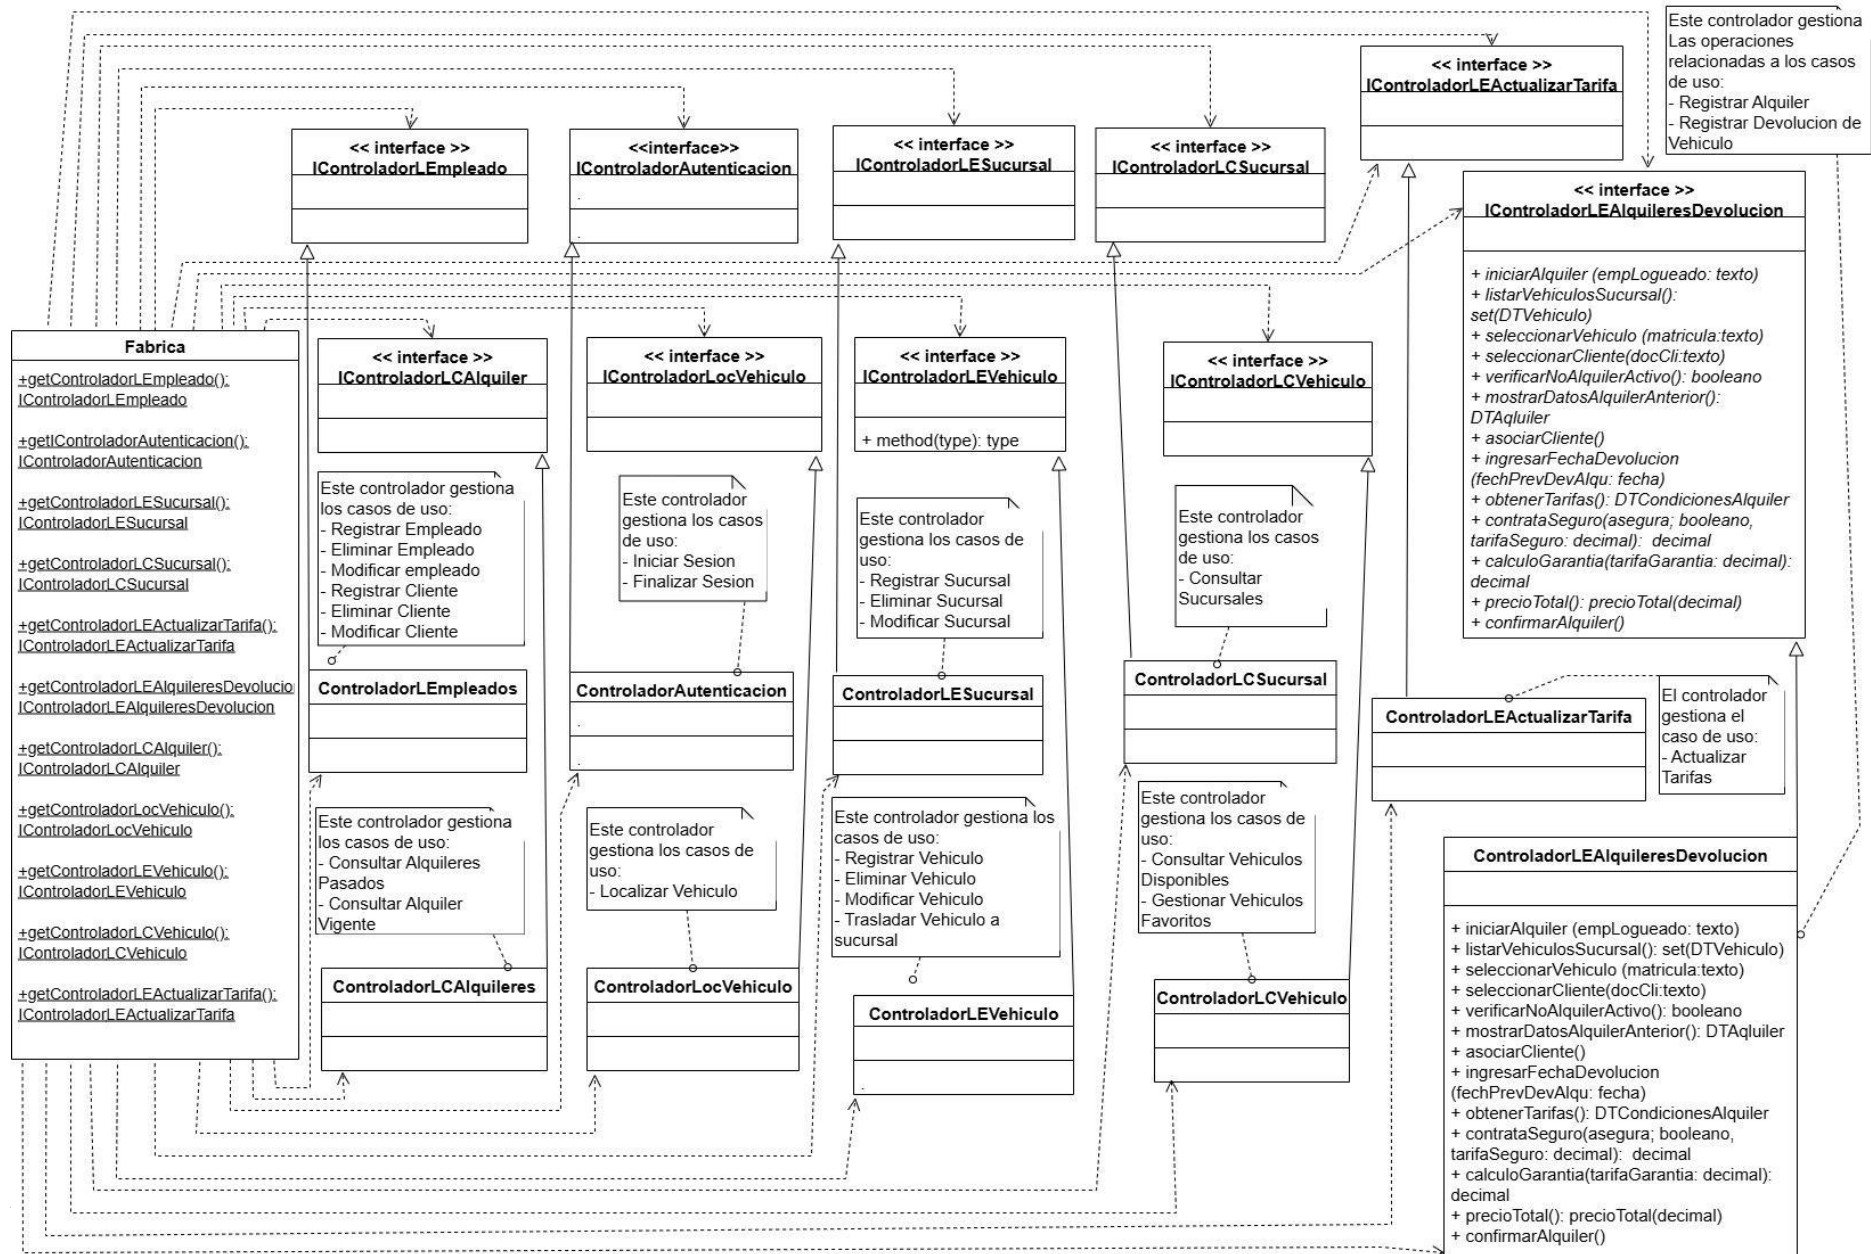 Este controlador gestiona
Las operaciones
relacionadas a los casos
de uso:
- Registrar Alquiler
- Registrar Devolucion de
Vehiculo
<< interface >>
IControladorLEActualizarTarifa
<< interface >>
IControladorLEmpleado
<<interface>>
IControladorAutenticacion
.
.
<< interface >>
IControladorLESucursal
<< interface >>
IControladorLCSucursal
<< interface >>
IControladorLEAlquileresDevolucion
+ iniciarAlquiler (empLogueado: texto)
+ listarVehiculosSucursal():
set(DTVehiculo)
+ seleccionarVehiculo (matricula:texto)
+ seleccionarCliente(docCli:texto)
+ verificarNoAlquilerActivo(): booleano
+ mostrarDatosAlquilerAnterior():
DTAqluiler
+ asociarCliente()
+ ingresarFechaDevolucion
(fechPrevDevAlqu: fecha)
+ obtenerTarifas(): DTCondicionesAlquiler
+ contrataSeguro(asegura; booleano,
tarifaSeguro: decimal):  decimal
+ calculoGarantia(tarifaGarantia: decimal):
decimal
+ precioTotal(): precioTotal(decimal)
+ confirmarAlquiler()
Fabrica
+getControladorLEmpleado():
IControladorLEmpleado
+getIControladorAutenticacion():
IControladorAutenticacion
+getControladorLESucursal():
IControladorLESucursal
+getControladorLCSucursal():
IControladorLCSucursal
+getControladorLEActualizarTarifa():
IControladorLEActualizarTarifa
+getControladorLEAlquileresDevolucio
IControladorLEAlquileresDevolucion
+getControladorLCAlquiler():
IControladorLCAlquiler
+getControladorLocVehiculo():
IControladorLocVehiculo
+getControladorLEVehiculo():
IControladorLEVehiculo
+getControladorLCVehiculo():
IControladorLCVehiculo
+getControladorLEActualizarTarifa():
IControladorLEActualizarTarifa
<< interface >>
IControladorLCAlquiler
<< interface >>
IControladorLocVehiculo
<< interface >>
IControladorLEVehiculo
+ method(type): type
<< interface >>
IControladorLCVehiculo
Este controlador gestiona
los casos de uso:
- Registrar Empleado
- Eliminar Empleado
- Modificar empleado
- Registrar Cliente
- Eliminar Cliente
- Modificar Cliente
Este controlador
gestiona los casos
de uso:
- Iniciar Sesion
- Finalizar Sesion
Este controlador
gestiona los casos de
uso:
- Registrar Sucursal
- Eliminar Sucursal
- Modificar Sucursal
Este controlador
gestiona los casos
de uso:
- Consultar
Sucursales
ControladorLEmpleados
ControladorAutenticacion
.
.
ControladorLESucursal
ControladorLCSucursal
ControladorLEActualizarTarifa
El controlador
gestiona el
caso de uso:
- Actualizar
Tarifas
Este controlador gestiona
los casos de uso:
- Consultar Alquileres
Pasados
- Consultar Alquiler
Vigente
Este controlador
gestiona los casos de
uso:
- Localizar Vehiculo
Este controlador gestiona los
casos de uso:
- Registrar Vehiculo
- Eliminar Vehiculo
- Modificar Vehiculo
- Trasladar Vehiculo a
sucursal
Este controlador
gestiona los casos de
uso:
- Consultar Vehiculos
Disponibles
- Gestionar Vehiculos
Favoritos
ControladorLCAlquileres
ControladorLocVehiculo
ControladorLEVehiculo
.
ControladorLCVehiculo
ControladorLEAlquileresDevolucion
+ iniciarAlquiler (empLogueado: texto)
+ listarVehiculosSucursal(): set(DTVehiculo)
+ seleccionarVehiculo (matricula:texto)
+ seleccionarCliente(docCli:texto)
+ verificarNoAlquilerActivo(): booleano
+ mostrarDatosAlquilerAnterior(): DTAqluiler
+ asociarCliente()
+ ingresarFechaDevolucion
(fechPrevDevAlqu: fecha)
+ obtenerTarifas(): DTCondicionesAlquiler
+ contrataSeguro(asegura; booleano,
tarifaSeguro: decimal):  decimal
+ calculoGarantia(tarifaGarantia: decimal):
decimal
+ precioTotal(): precioTotal(decimal)
+ confirmarAlquiler()